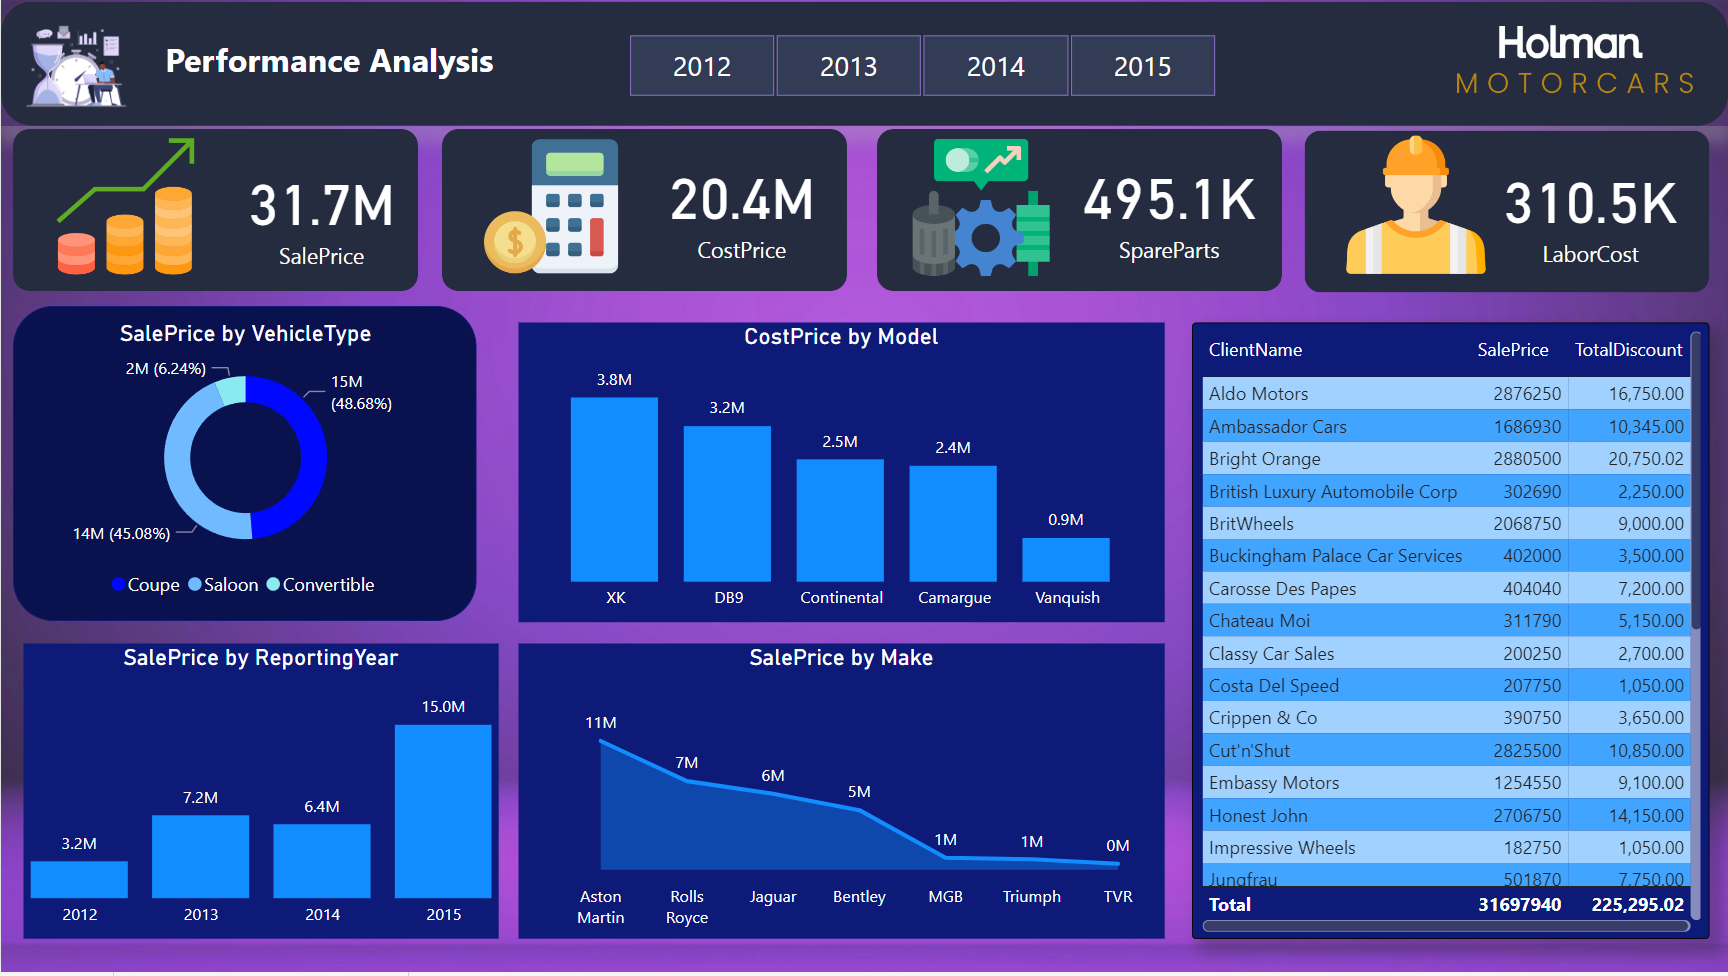 Performance Analysis
2012
2013
2014
2015
Holman
MOTORCARS
31.7M
SalePrice
20.4M
CostPrice
495.1K
SpareParts
310.5K
LaborCost
SalePrice by VehicleType
2M (6.24%)
15M
(48.68%)
14M (45.08%)
Coupe Saloon Convertible
CostPrice by Model
3.8M
3.2M
2.5M
2.4M
0.9M
XK DB9 Continental Camargue Vanquish
SalePrice by ReportingYear
15.0M
7.2M
6.4M
3.2M
2012 2013 2014 2015
SalePrice by Make
11M
7M
6M
5M
1M
1M
0M
Aston
Martin
Rolls
Royce
Jaguar
Bentley
MGB
Triumph
TVR
ClientName SalePrice TotalDiscount
Aldo Motors 2876250 16,750.00
Ambassador Cars 1686930 10,345.00
Bright Orange 2880500 20,750.02
British Luxury Automobile Corp 302690 2,250.00
BritWheels 2068750 9,000.00
Buckingham Palace Car Services 402000 3,500.00
Carosse Des Papes 404040 7,200.00
Chateau Moi 311790 5,150.00
Classy Car Sales 200250 2,700.00
Costa Del Speed 207750 1,050.00
Crippen & Co 390750 3,650.00
Cut'n'Shut 2825500 10,850.00
Embassy Motors 1254550 9,100.00
Honest John 2706750 14,150.00
Impressive Wheels 182750 1,050.00
Jungfrau 501870 7,750.00
Total 31697940 225,295.02